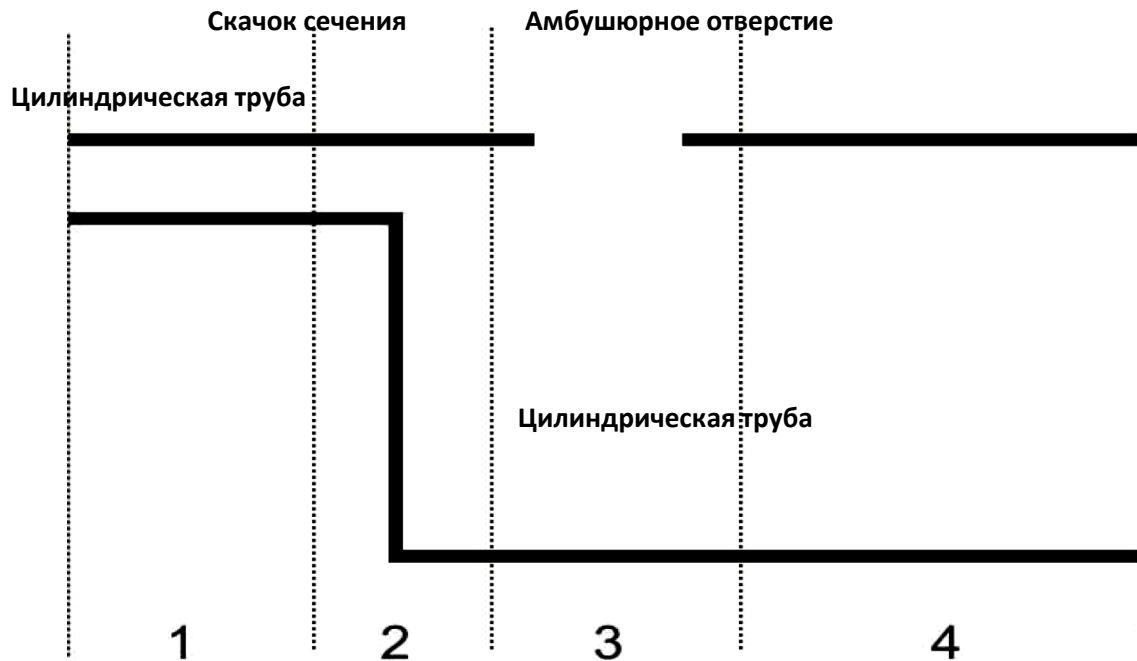 Скачок сечения
Амбушюрное отверстие
Цилиндрическая труба
Цилиндрическая труба
1 2 3 4